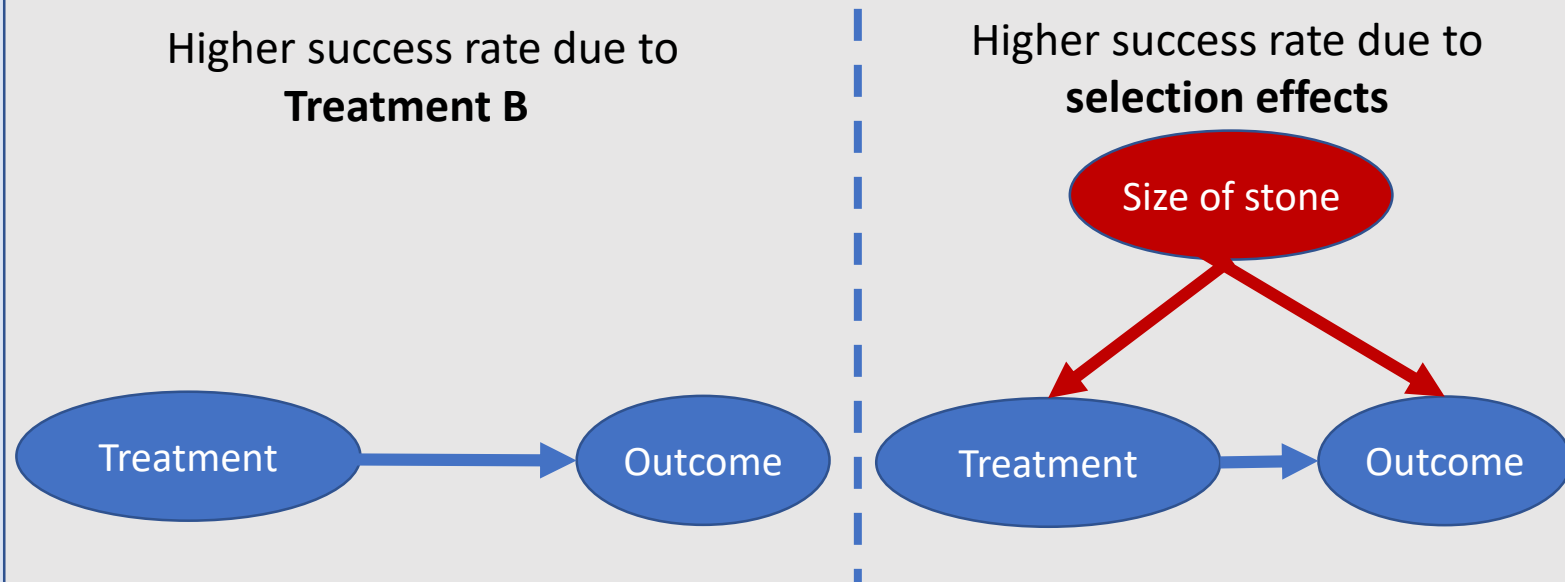 Higher success rate due to
Treatment B
Treatment
Outcome
Higher success rate due to
selection effects
Size of stone
Treatment
Outcome